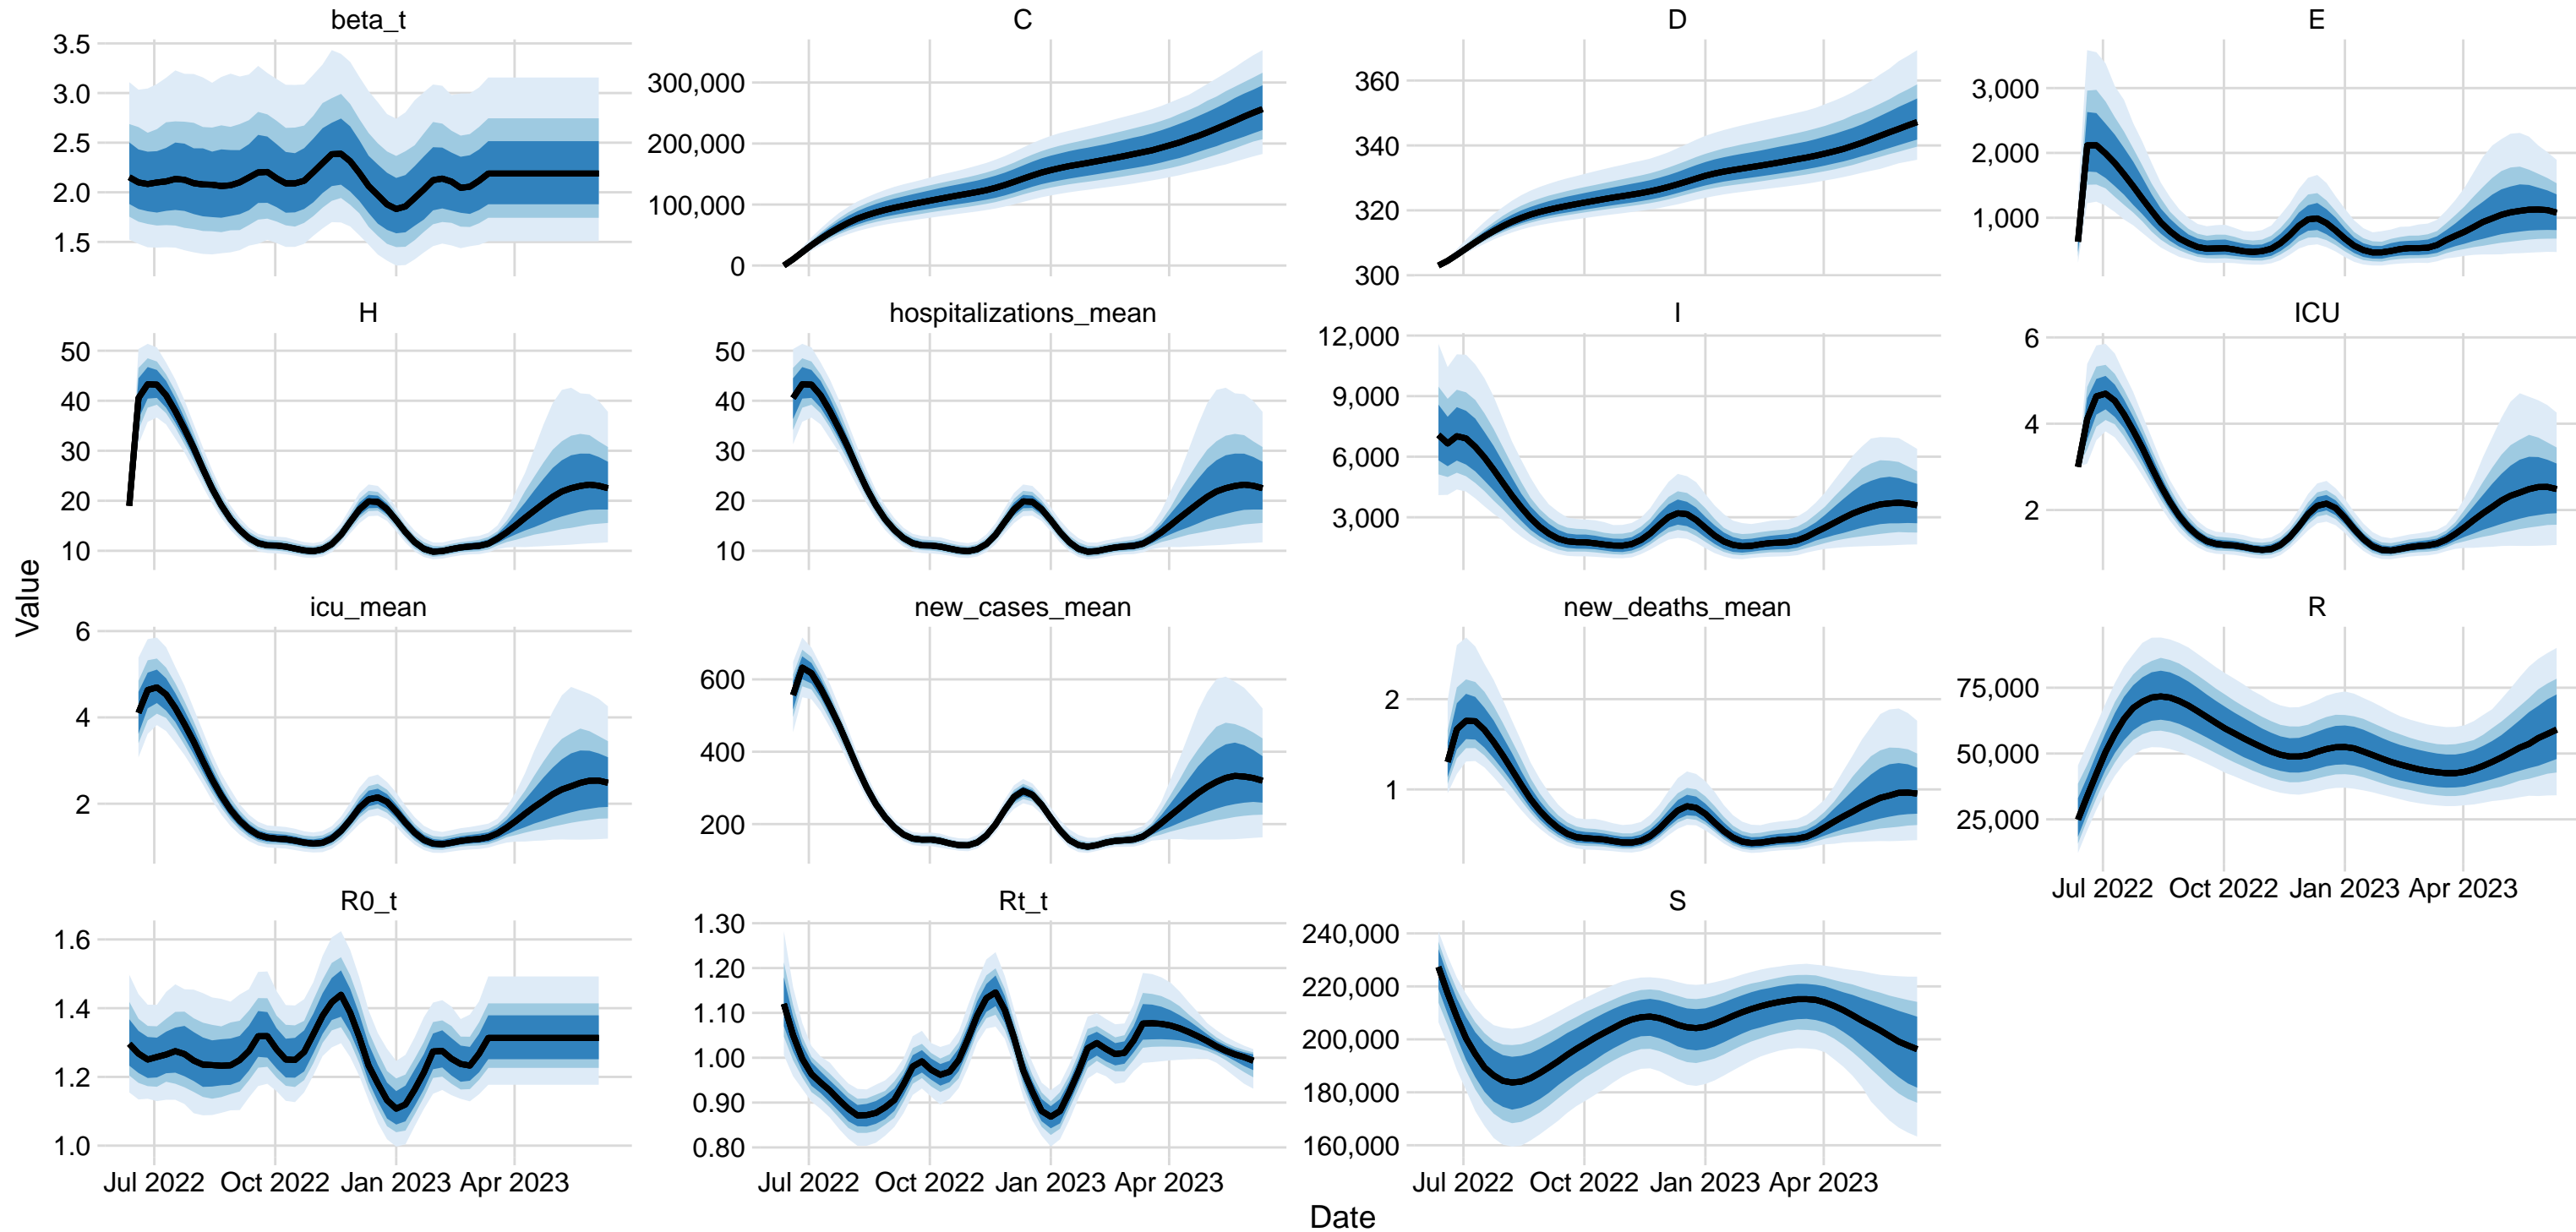 beta_t
C
D
E
3.5
3.0
2.5
2.0
1.5
300,000
200,000
100,000
0
360
340
320
300
3,000
2,000
1,000
H
hospitalizations_mean
I
ICU
50
40
30
20
10
50
40
30
20
10
12,000
9,000
6,000
3,000
6
4
2
Value
icu_mean
new_cases_mean
new_deaths_mean
R
6
4
2
600
400
200
2
1
75,000
50,000
25,000
Jul 2022 Oct 2022 Jan 2023 Apr 2023
R0_t
Rt_t
S
1.6
1.4
1.2
1.0
1.30
1.20
1.10
1.00
0.90
0.80
240,000
220,000
200,000
180,000
160,000
Jul 2022 Oct 2022 Jan 2023 Apr 2023
Jul 2022 Oct 2022 Jan 2023 Apr 2023
Jul 2022 Oct 2022 Jan 2023 Apr 2023
Date